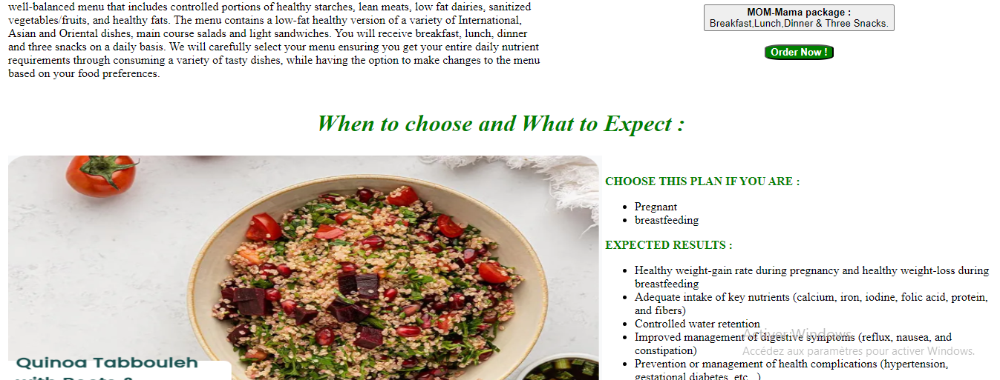 well-balanced menu that includes controlled portions of healthy starches, lean meats, low fat dairies, sanitized
vegetables/fruits, and healthy fats. The menu contains a low-fat healthy version of a variety of International,
Asian and Oriental dishes, main course salads and light sandwiches. You will receive breakfast, lunch, dinner
and three snacks on a daily basis. We will carefully select your menu ensuring you get your entire daily nutrient
requirements through consuming a variety of tasty dishes, while having the option to make changes to the menu
based on your food preferences.
MOM-Mama package :
Breakfast,Lunch,Dinner & Three Snacks.
Order Now !
When to choose and What to Expect :
Quinoa Tabbouleh
with Beets &
CHOOSE THIS PLAN IF YOU ARE :
Pregnant
breastfeeding
EXPECTED RESULTS :
Healthy weight-gain rate during pregnancy and healthy weight-loss during
breastfeeding
Adequate intake of key nutrients (calcium, iron, iodine, folic acid, protein,
and fibers)
Controlled water retention
Improved management of digestive symptoms (reflux, nausea, and
constipation)
Prevention or management of health complications (hypertension,
gestational diabetes, etc...)
Activer Windows
Accédez aux paramètres pour activer Windows.